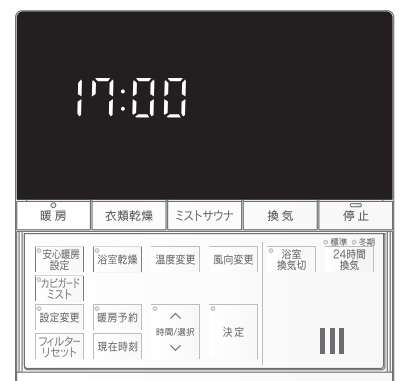 17:00
暖房 衣類乾燥 ミストサウナ 換気 停止
標準 冬期
安心暖房
設定
浴室乾燥 温度変更 風向変更
浴室
換気切
24時間
換気
カビガード
ミスト
設定変更 暖房予約
時間/選択
決定
フィルター
リセット
現在時刻